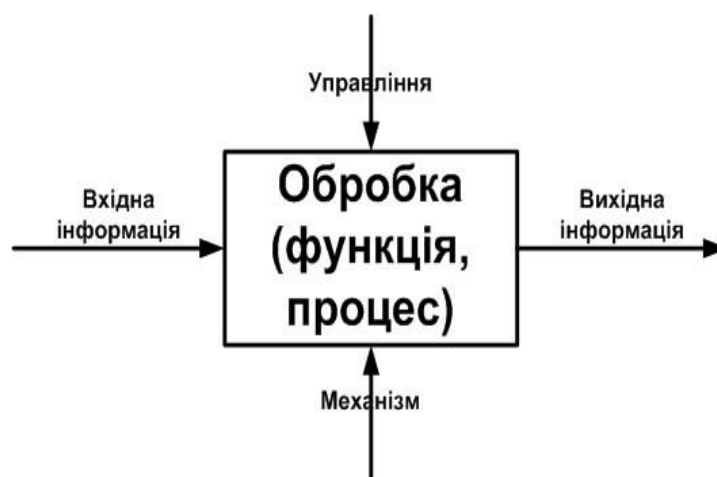 Управління
Обробка
(функція,
процес)
Вхідна
інформація
Вихідна
інформація
Механізм